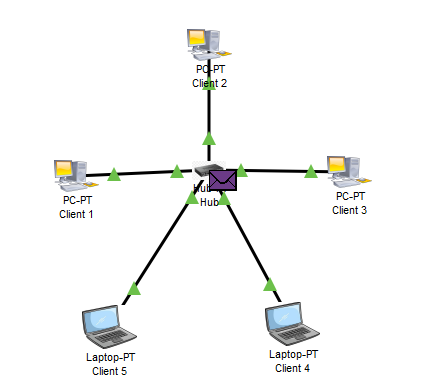 PC-PT
Client 2
PC-PT
Client 1
Hub
Hub
PC-PT
Client 3
Laptop-PT
Client 5
Laptop-PT
Client 4